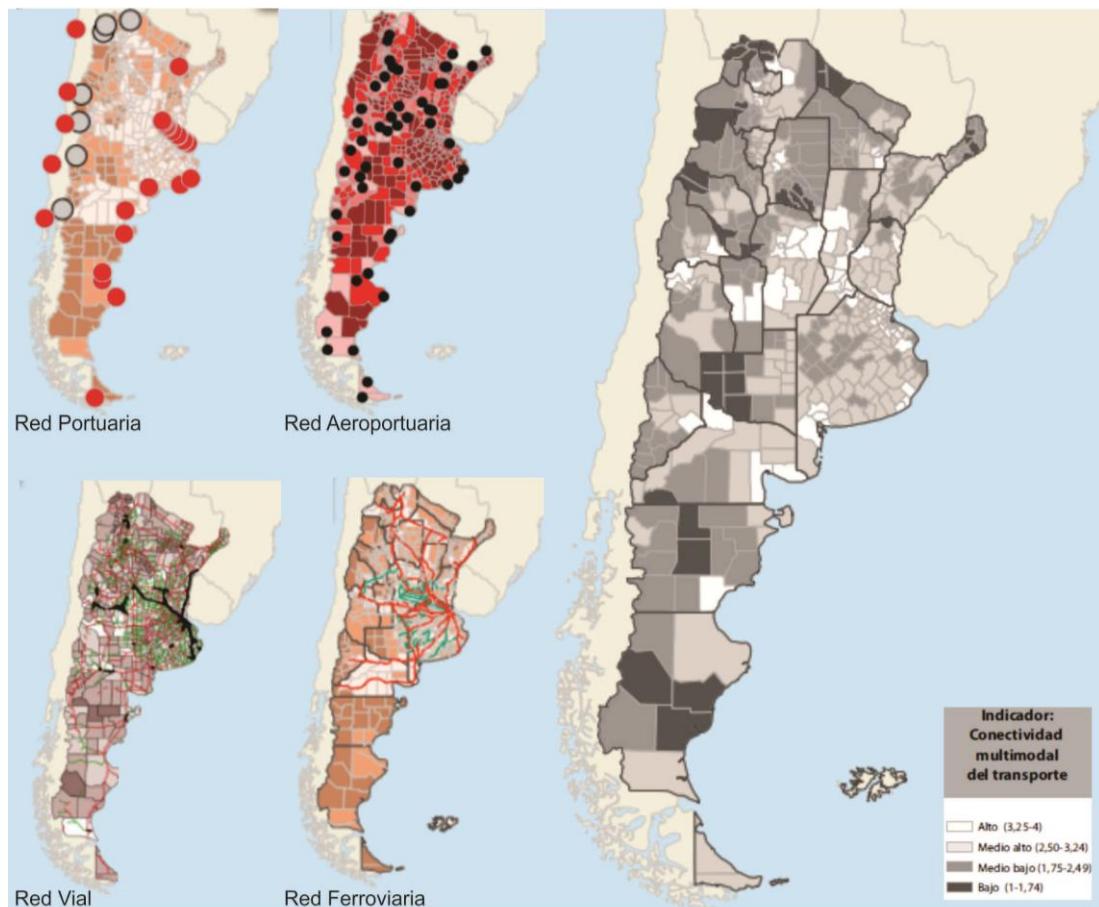 Red Portuaria
Red Aeroportuaria
Red Vial
Red Ferroviaria
Indicador:
Conectividad
multimodal
del transporte
Alto (3,25-4)
Medio alto (2,50-3,24)
Medio bajo (1,75-2,49)
Bajo (1-1,74)